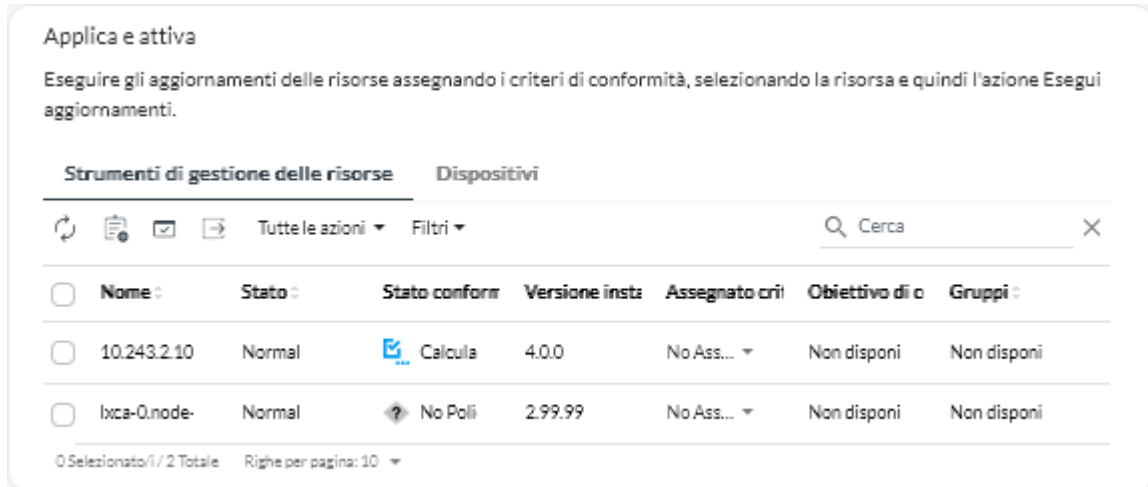 Applica e attiva
Eseguire gli aggiornamenti delle risorse assegnando i criteri di conformità, selezionando la risorsa e quindi l'azione Esegui
aggiornamenti.
Strumenti di gestione delle risorse Dispositivi
Tutte le azioni Filtri Cerca
Nome Stato Stato conform Versione insta Assegnato crit Obiettivo di c Gruppi
10.243.2.10 Normal Calcula 4.0.0 No Ass... Non disponi Non disponi
lxca-0.node- Normal No Poli 2.99.99 No Ass... Non disponi Non disponi
0 Selezionato/i / 2 Totale Righe per pagina: 10